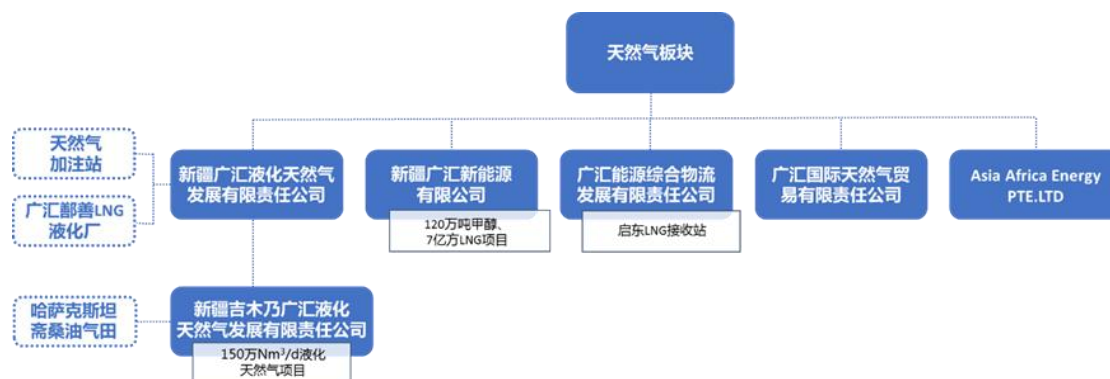 天然气板块
天然气
加注站
新疆广汇液化天然气
发展有限责任公司
新疆广汇新能源
有限公司
广汇能源综合物流
发展有限责任公司
广汇国际天然气贸
易有限责任公司
Asia Africa Energy
PTE.LTD
广汇鄯善LNG
液化厂
120万吨甲醇、
7亿方LNG项目
启东LNG接收站
哈萨克斯坦
斋桑油气田
新疆吉木乃广汇液化
天然气发展有限责任公司
150万Nm³/d液化
天然气项目